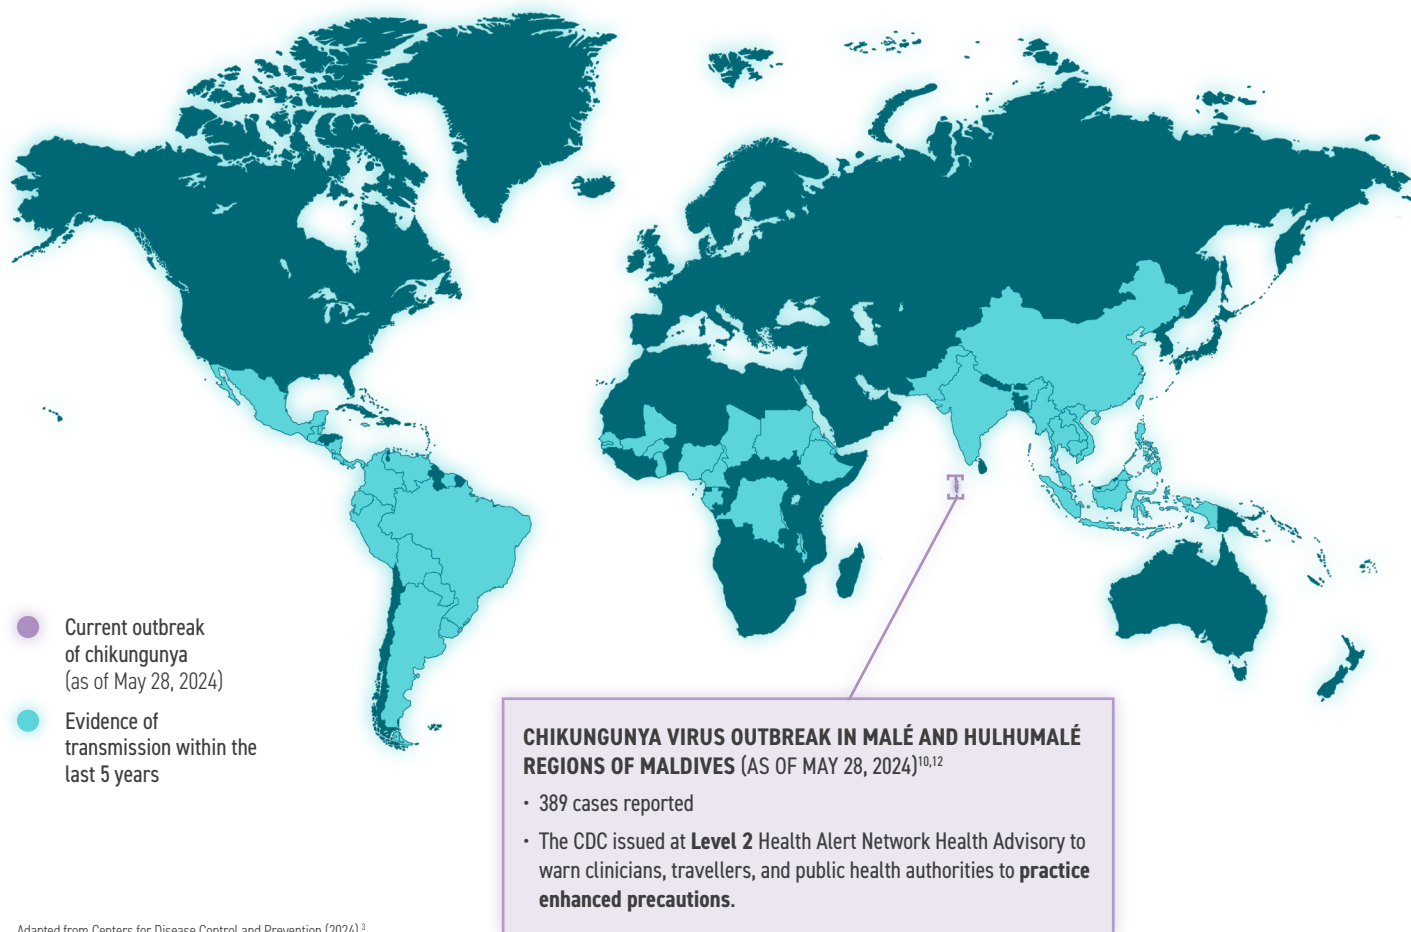 Current outbreak
of chikungunya
(as of May 28, 2024)
Evidence of
transmission within the
last 5 years
CHIKUNGUNYA VIRUS OUTBREAK IN MALÉ AND HULHUMALÉ
REGIONS OF MALDIVES (AS OF MAY 28, 2024)10,12
• 389 cases reported
• The CDC issued at Level 2 Health Alert Network Health Advisory to
warn clinicians, travellers, and public health authorities to practice
enhanced precautions.
Adapted from Centers for Disease Control and Prevention (2024).3